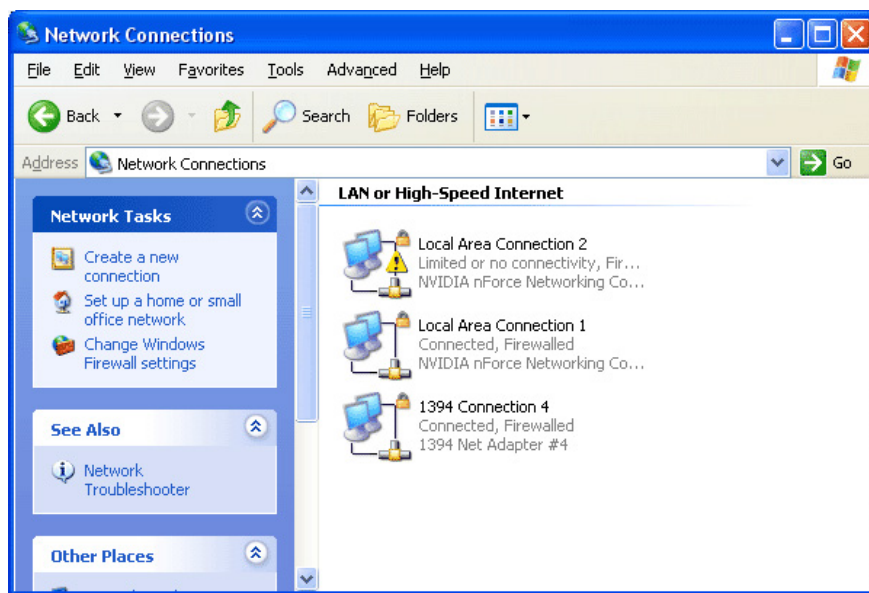 Network Connections
File Edit View Favorites Tools Advanced Help
Back Search Folders
Address Network Connections Go
Network Tasks
Create a new
connection
Set up a home or small
office network
Change Windows
Firewall settings
See Also
Network
Troubleshooter
Other Places
LAN or High-Speed Internet
Local Area Connection 2
Limited or no connectivity, Fir...
NVIDIA nForce Networking Co...
Local Area Connection 1
Connected, Firewalled
NVIDIA nForce Networking Co...
1394 Connection 4
Connected, Firewalled
1394 Net Adapter #4